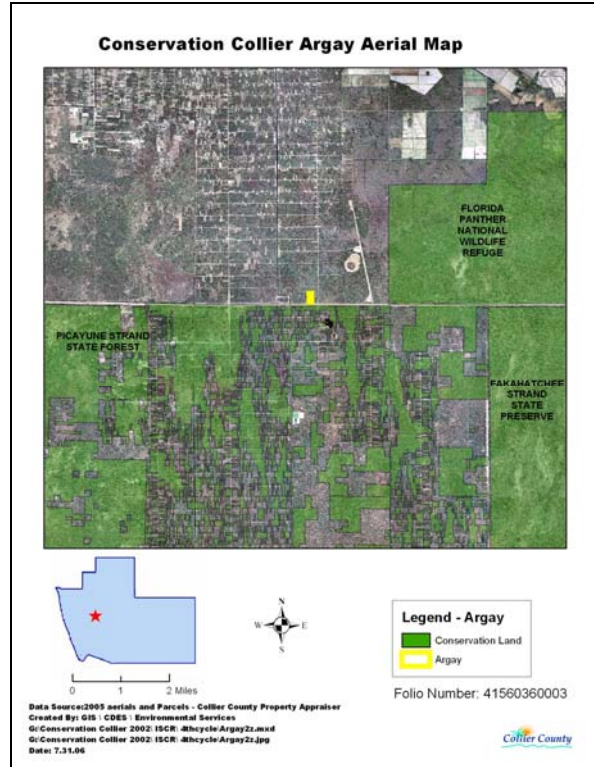 Conservation Collier Argay Aerial Map
FLORIDA
PANTHER
NATIONAL
WILDLIFE
REFUGE
PICAYUNE STRAND
STATE FOREST
FAKAHATCHEE
STRAND
STATE
PRESERVE
N
W E
S
Legend - Argay
Conservation Land
Argay
0 1 2 Miles
Folio Number: 41560360003
Data Source:2005 aerials and Parcels - Collier County Property Appraiser
Created By: GIS \ CDES \ Environmental Services
G:\Conservation Collier 2002\ ISCR\ 4thcycle\Argay2z.mxd
G:\Conservation Collier 2002\ ISCR\ 4thcycle\Argay2z.jpg
Date: 7.31.06
Collier County